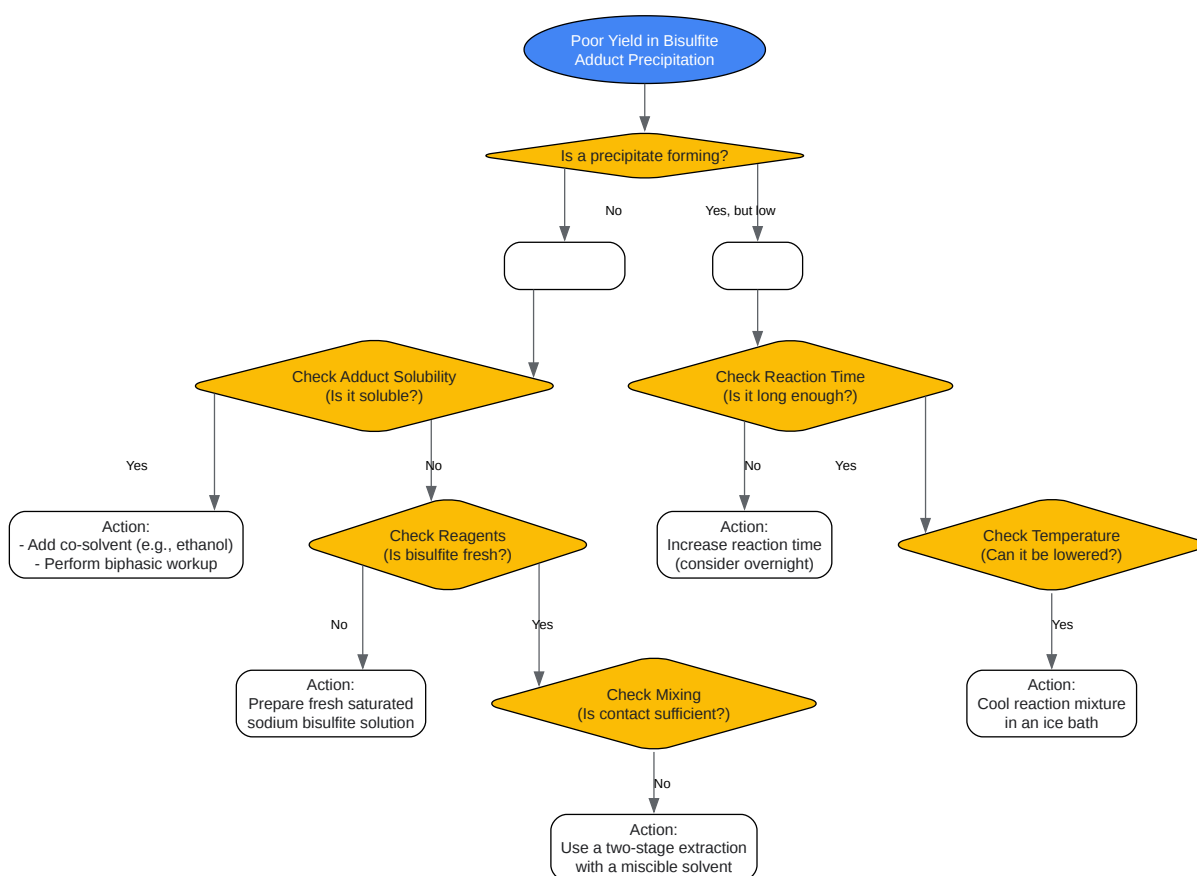 Poor Yield in Bisulfite
Adduct Precipitation
Is a precipitate forming?
No
Yes, but low
Check Adduct Solubility
(Is it soluble?)
Check Reaction Time
(Is it long enough?)
Yes
No
No
Yes
Action:
- Add co-solvent (e.g., ethanol)
- Perform biphasic workup
Check Reagents
(Is bisulfite fresh?)
Action:
Increase reaction time
(consider overnight)
Check Temperature
(Can it be lowered?)
No
Yes
Yes
Action:
Prepare fresh saturated
sodium bisulfite solution
Check Mixing
(Is contact sufficient?)
Action:
Cool reaction mixture
in an ice bath
No
Action:
Use a two-stage extraction
with a miscible solvent